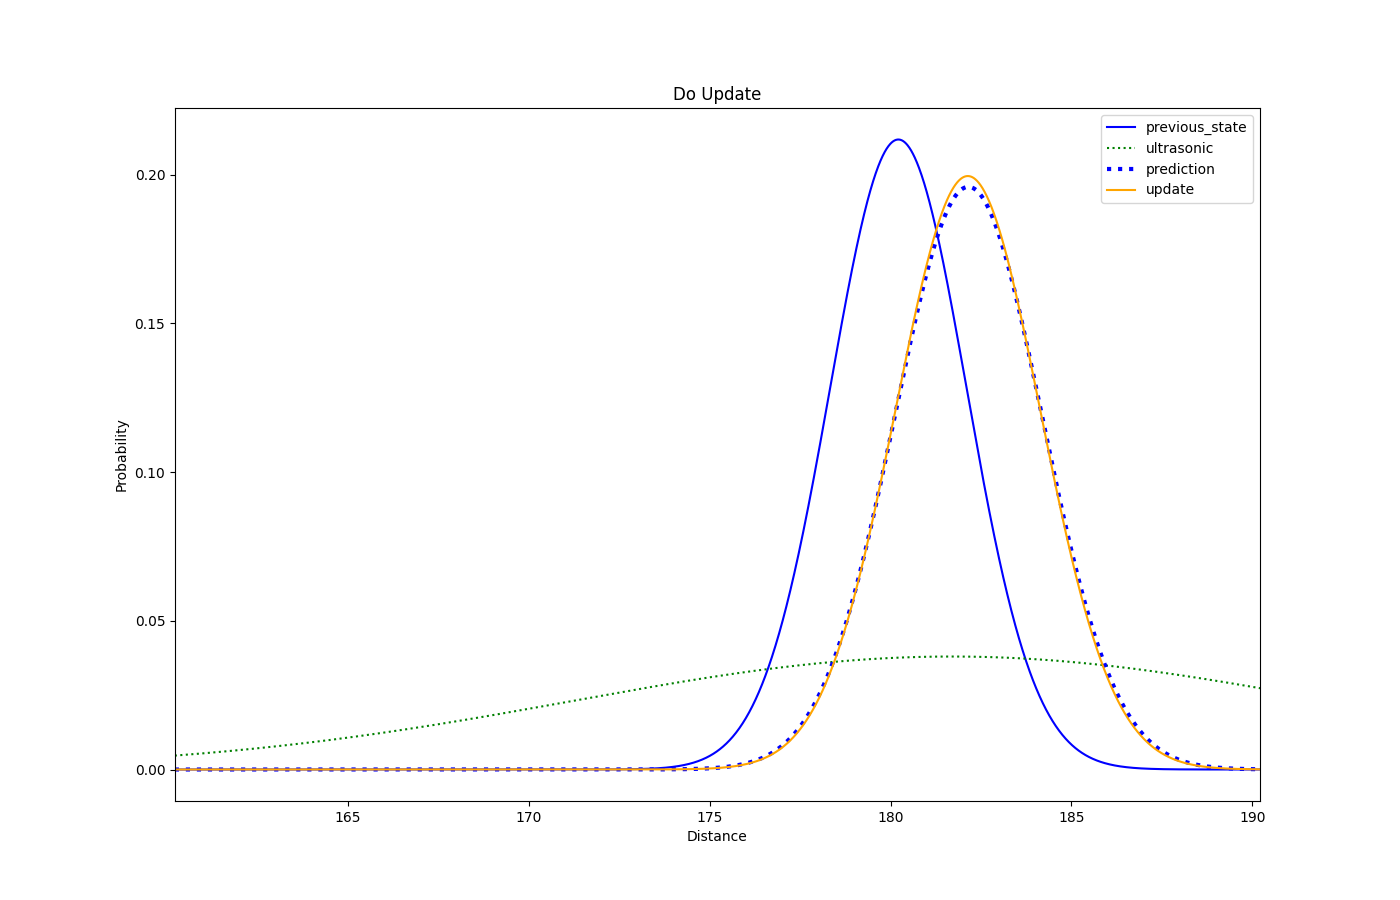 Do Update
previous_state
ultrasonic
prediction
update
0.20
0.15
0.10
0.05
0.00
Probability
165 170 175 180 185 190
Distance